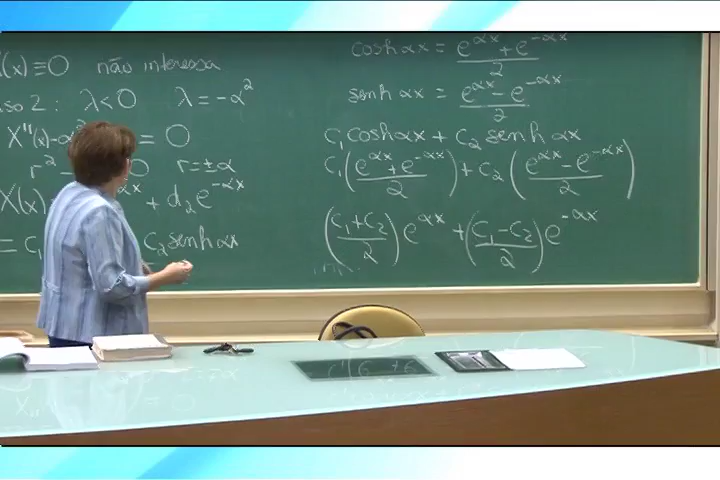 (x) ≡ 0 não interessa
so 2 : λ < 0 λ = -α²
X"(x) - α² = 0
r² - 0 r = ±α
X(x) αx + d₂e^(-αx)
= c₁ c₂ senh αx
cosh αx = (e^(αx) + e^(-αx))/2
senh αx = (e^(αx) - e^(-αx))/2
c₁ cosh αx + c₂ senh αx
c₁ ((e^(αx) + e^(-αx))/2) + c₂ ((e^(αx) - e^(-αx))/2)
((c₁ + c₂)/2) e^(αx) + ((c₁ - c₂)/2) e^(-αx)